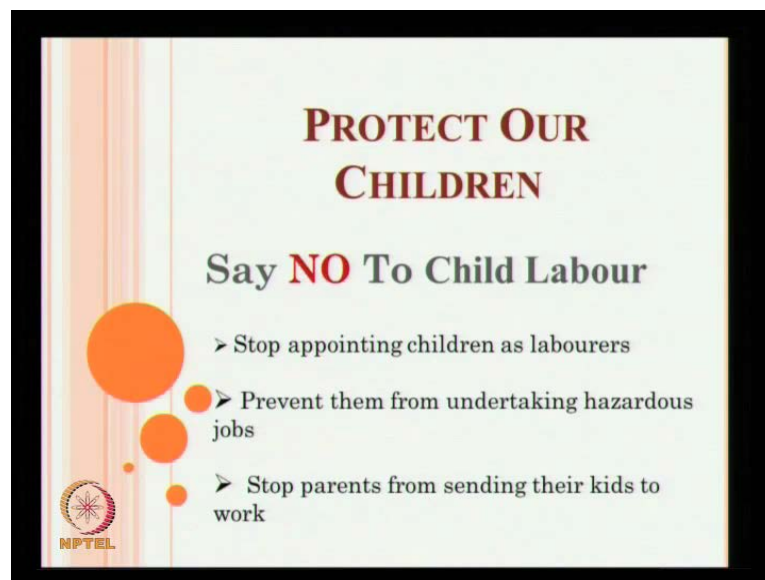 PROTECT OUR
CHILDREN
Say NO To Child Labour
➢ Stop appointing children as labourers
➢ Prevent them from undertaking hazardous
jobs
➢ Stop parents from sending their kids to
work
NPTEL